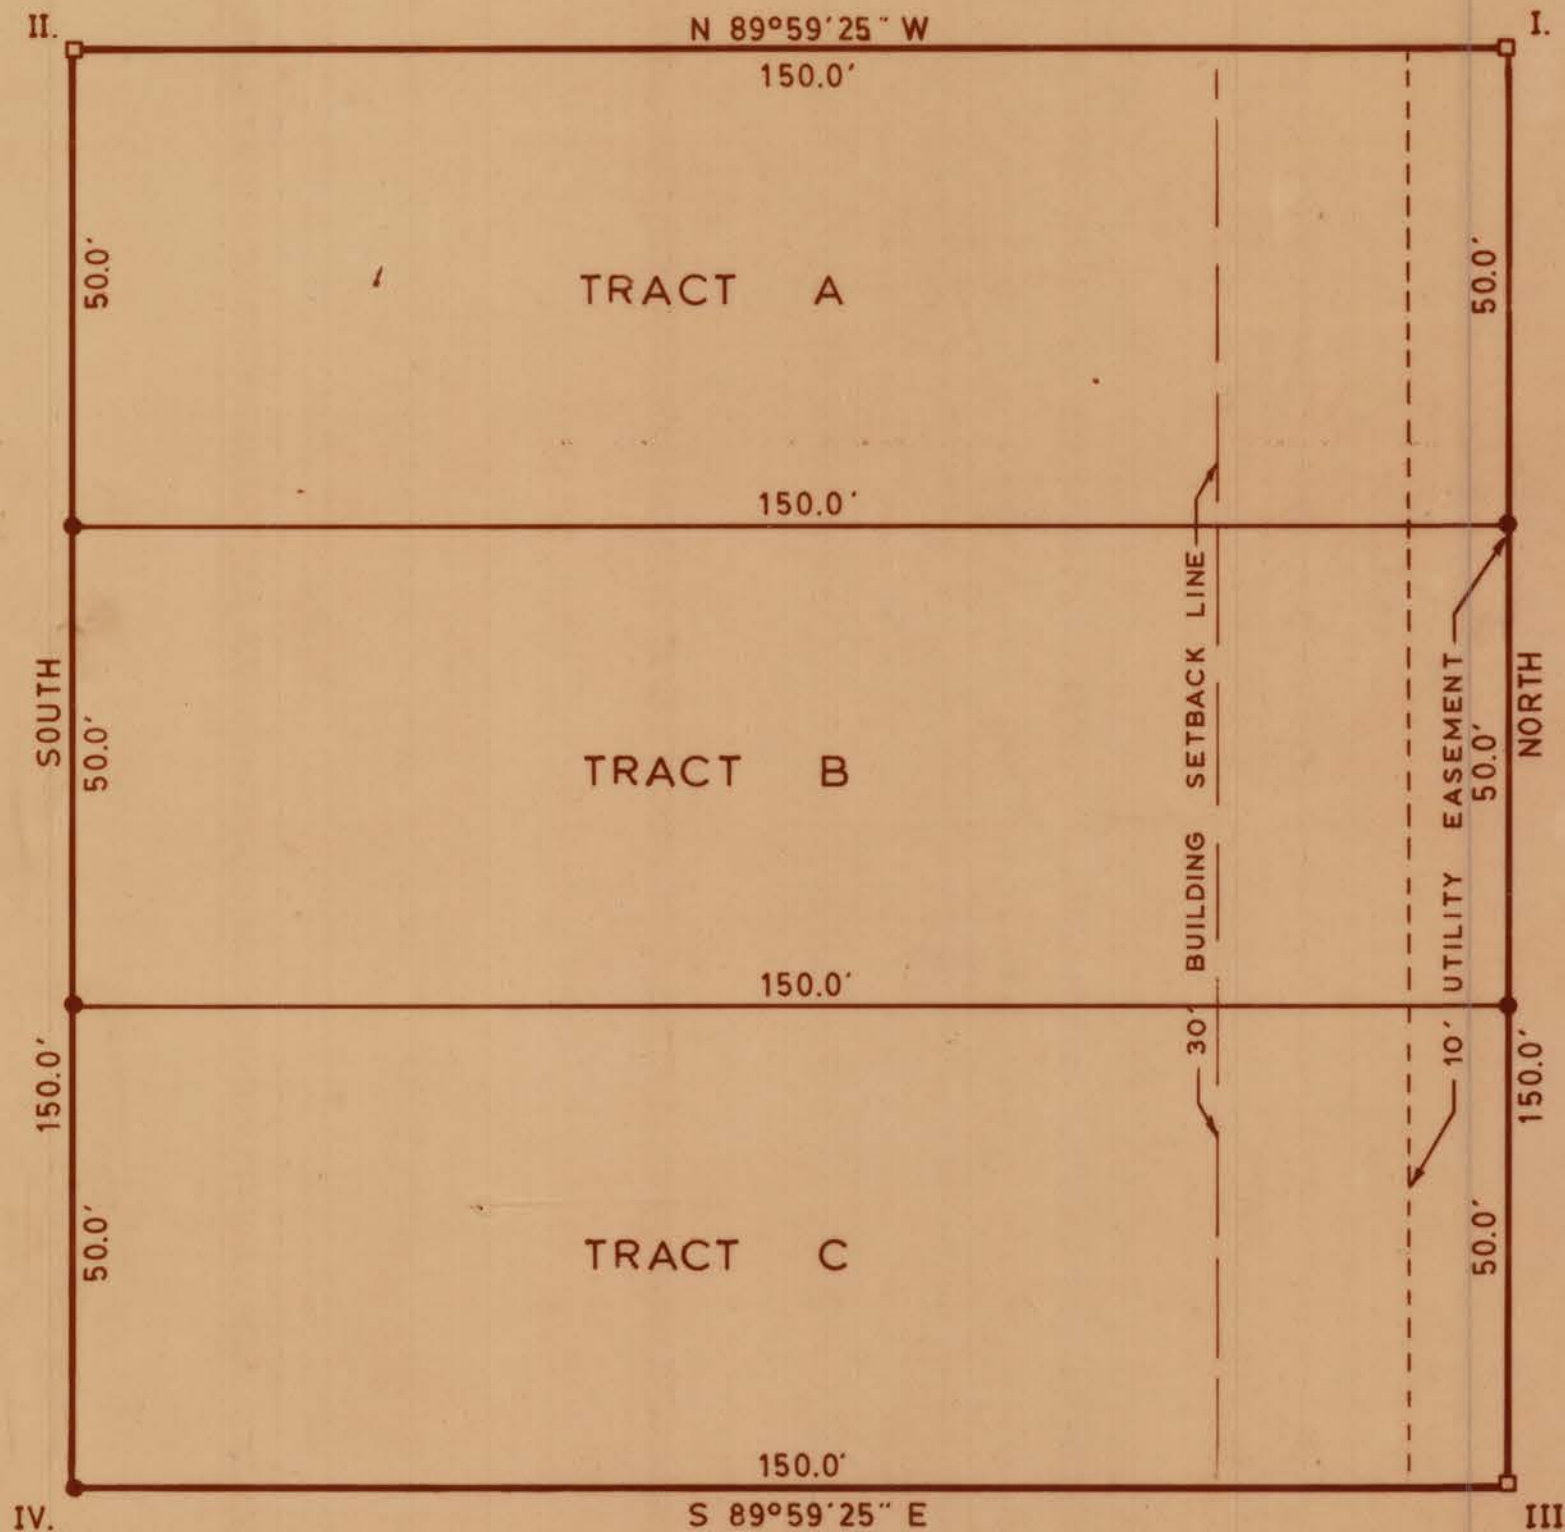 II.
N 89°59'25" W
I.
150.0'
50.0'
TRACT A
50.0'
150.0'
SOUTH
50.0'
TRACT B
30' BUILDING SETBACK LINE
10' UTILITY EASEMENT
50.0'
NORTH
150.0'
150.0'
50.0'
TRACT C
50.0'
150.0'
150.0'
IV.
S 89°59'25" E
III